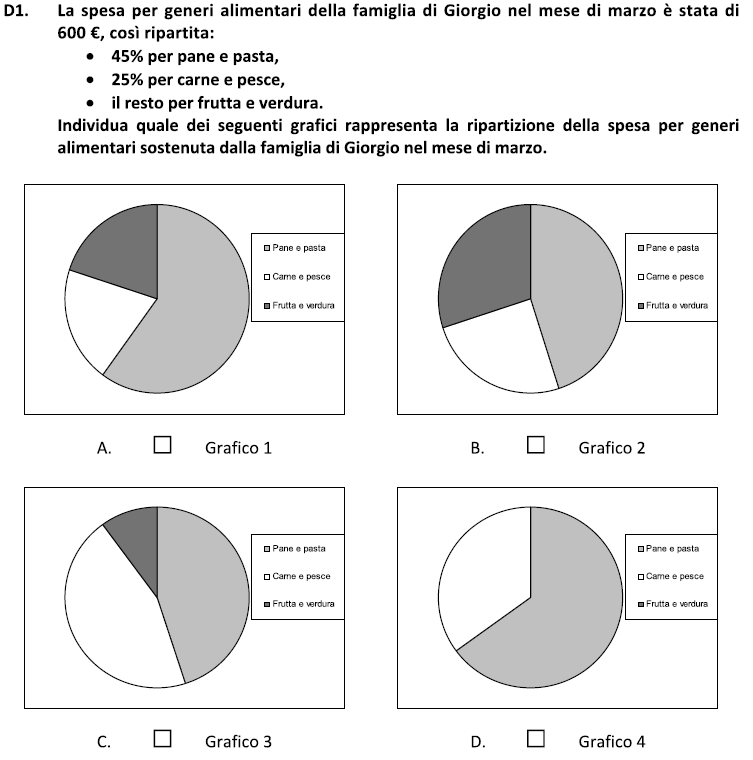 D1. La spesa per generi alimentari della famiglia di Giorgio nel mese di marzo è stata di
600 €, così ripartita:
• 45% per pane e pasta,
• 25% per carne e pesce,
• il resto per frutta e verdura.
Individua quale dei seguenti grafici rappresenta la ripartizione della spesa per generi
alimentari sostenuta dalla famiglia di Giorgio nel mese di marzo.
Pane e pasta
Carne e pesce
Frutta e verdura
A. Grafico 1
Pane e pasta
Carne e pesce
Frutta e verdura
B. Grafico 2
Pane e pasta
Carne e pesce
Frutta e verdura
C. Grafico 3
Pane e pasta
Carne e pesce
Frutta e verdura
D. Grafico 4